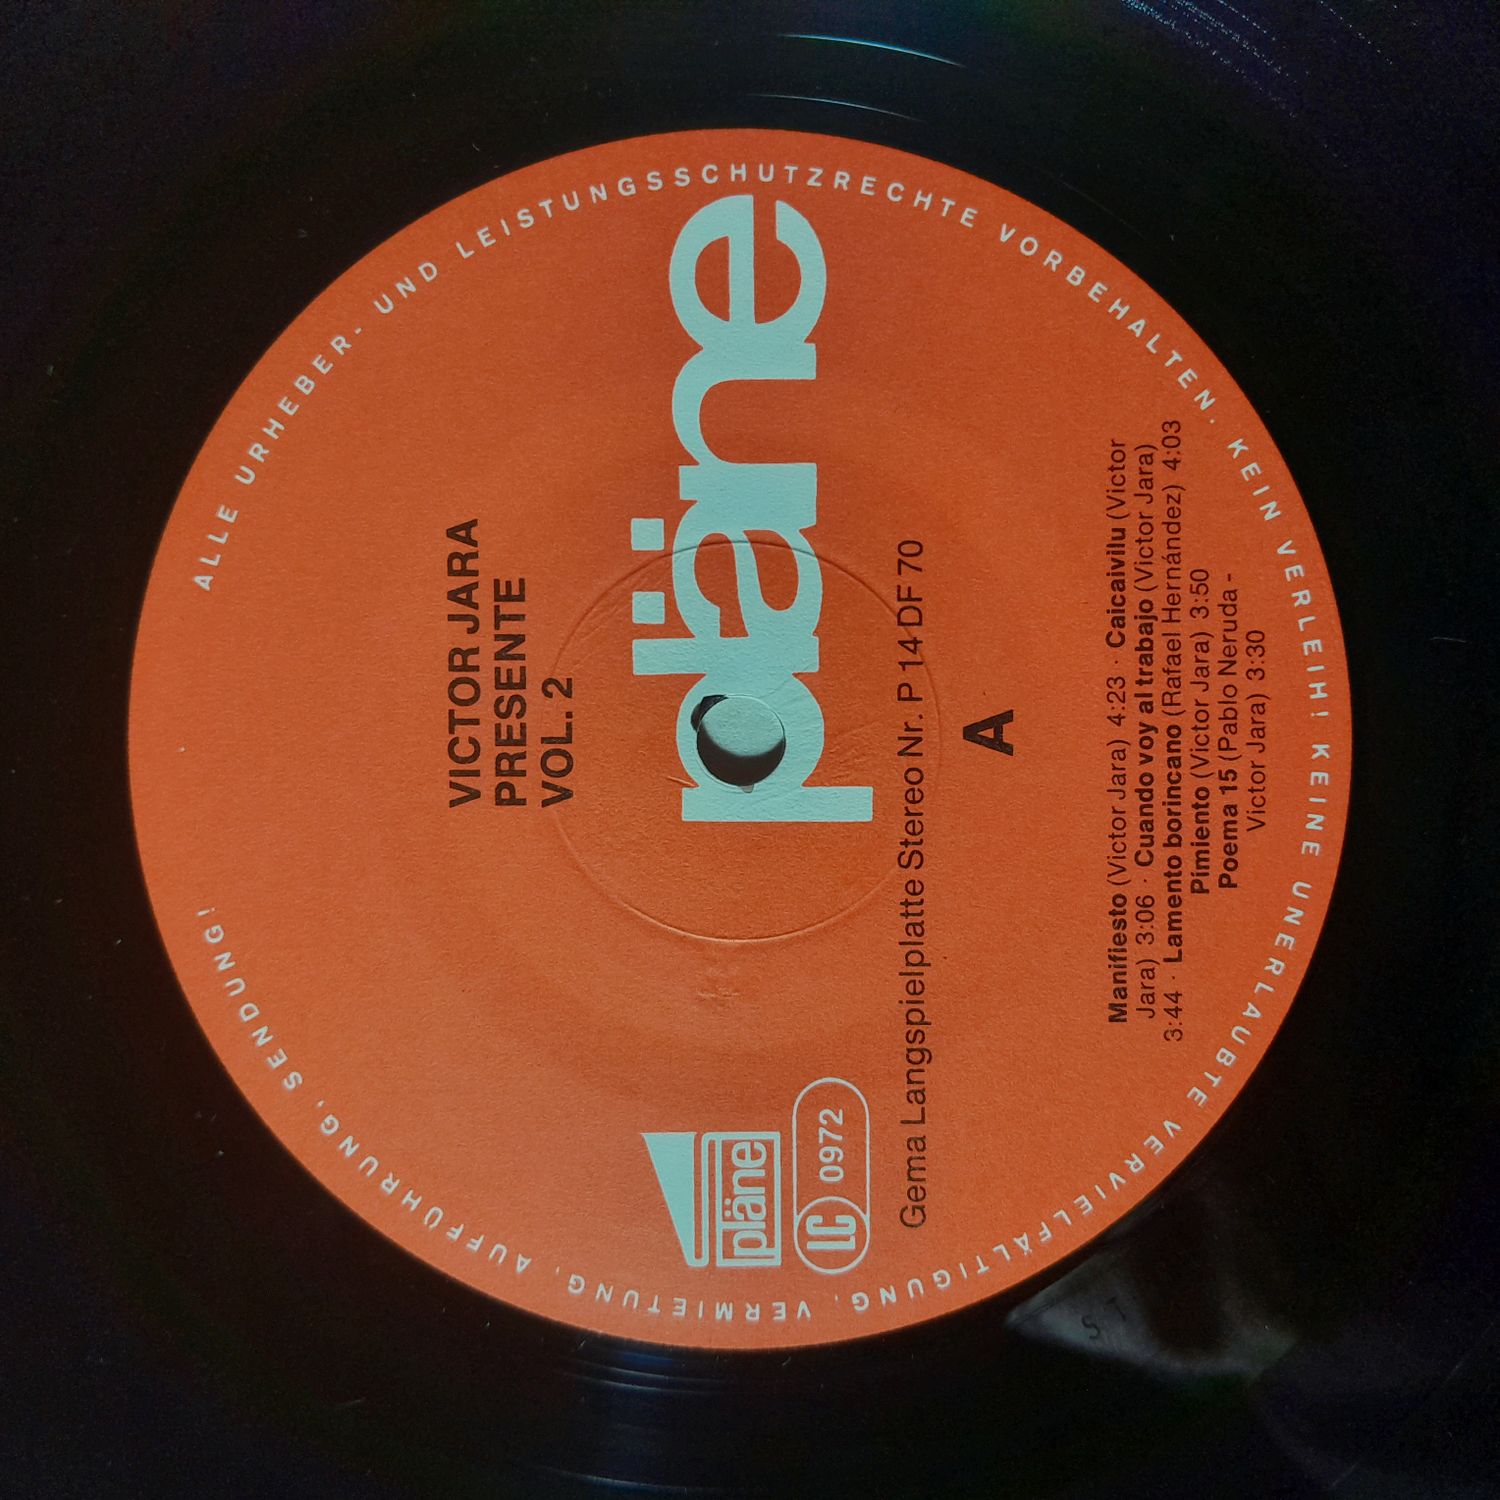 ALLE URHEBER- UND LEISTUNGSSCHUTZRECHTE VORBEHALTEN. KEIN VERLEIH! KEINE UNERLAUBTE VERVIELFÄLTIGUNG, VERMIETUNG, AUFFÜHRUNG, SENDUNG!
VICTOR JARA
PRESENTE
VOL. 2
pläne
pläne
LC 0972
Gema Langspielplatte Stereo Nr. P 14 DF 70
A
Manifiesto (Victor Jara) 4:23 · Caicaivilu (Victor
Jara) 3:06 · Cuando voy al trabajo (Victor Jara)
3:44 · Lamento borincano (Rafael Hernández) 4:03
Pimiento (Victor Jara) 3:50
Poema 15 (Pablo Neruda -
Victor Jara) 3:30